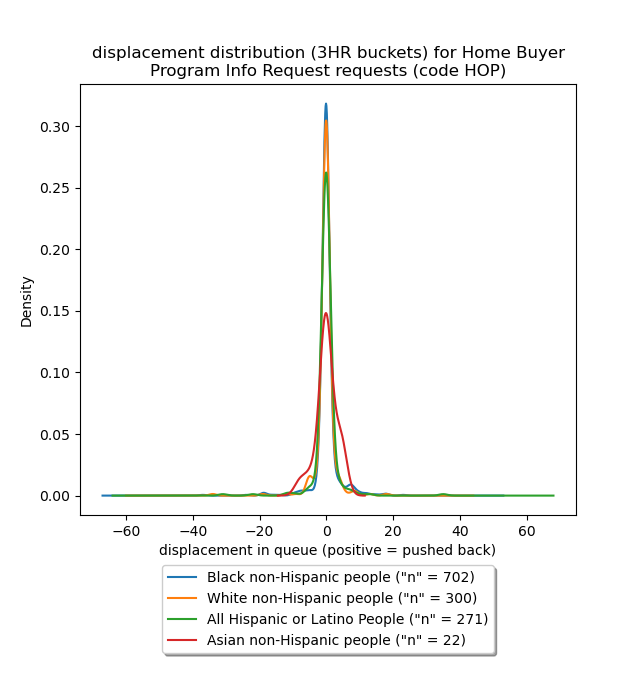 displacement distribution (3HR buckets) for Home Buyer
Program Info Request requests (code HOP)
Density
0.30
0.25
0.20
0.15
0.10
0.05
0.00
−60 −40 −20 0 20 40 60
displacement in queue (positive = pushed back)
Black non-Hispanic people ("n" = 702)
White non-Hispanic people ("n" = 300)
All Hispanic or Latino People ("n" = 271)
Asian non-Hispanic people ("n" = 22)